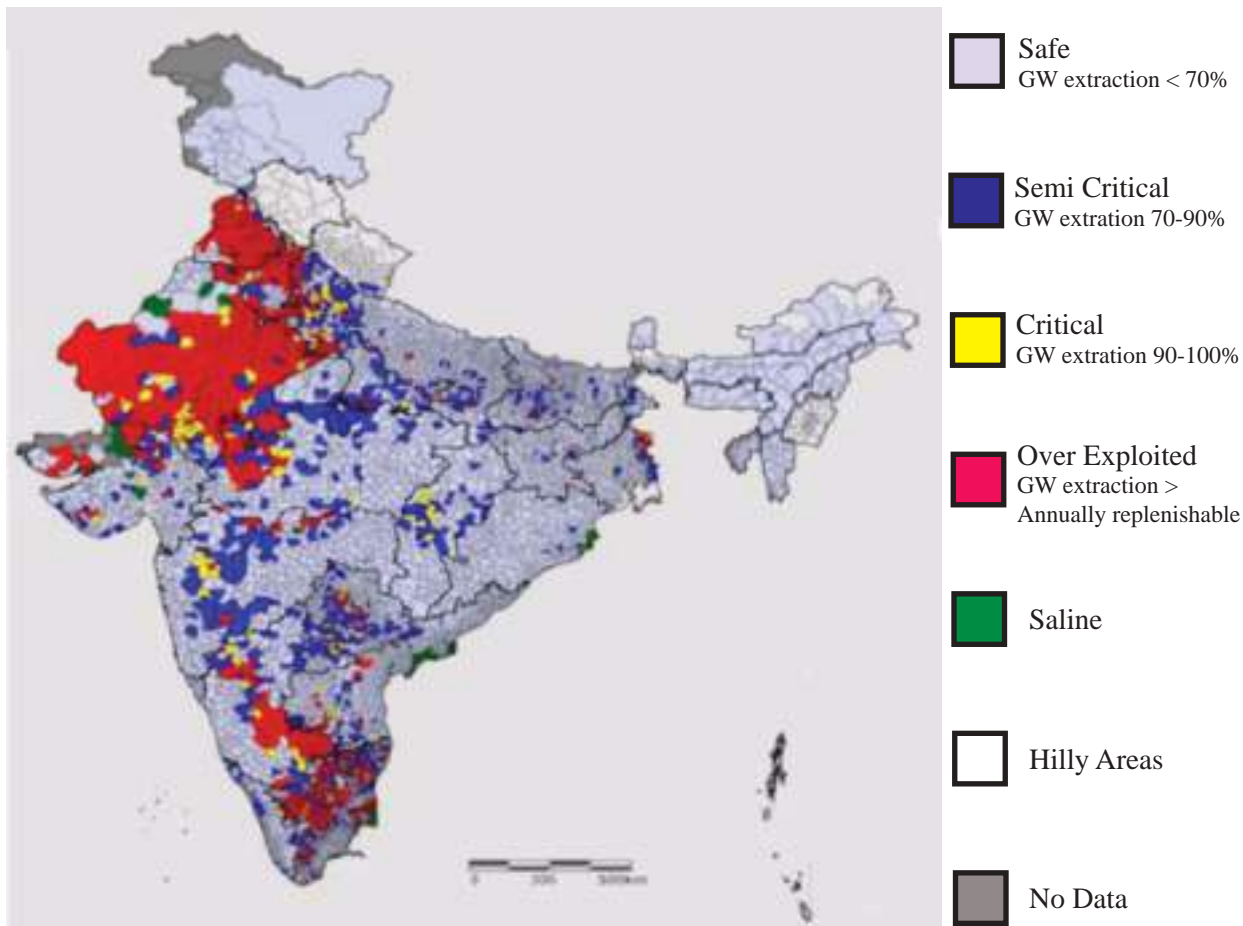 Safe
GW extraction < 70%
Semi Critical
GW extration 70-90%
Critical
GW extration 90-100%
Over Exploited
GW extraction >
Annually replenishable
Saline
Hilly Areas
No Data
0